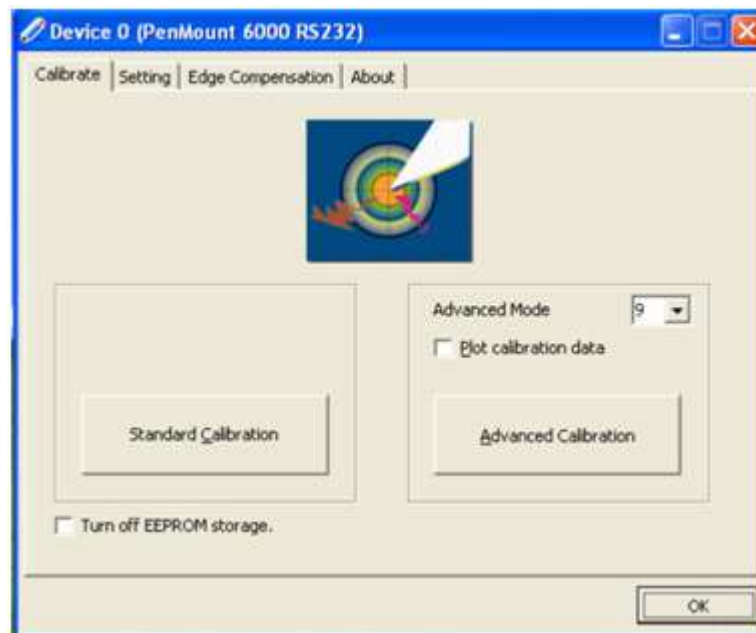 Device 0 (PenMount 6000 RS232)
Calibrate Setting Edge Compensation About
Advanced Mode 9
Plot calibration data
Standard Calibration Advanced Calibration
Turn off EEPROM storage.
OK